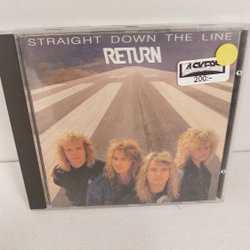 STRAIGHT DOWN THE LINE
RETURN
200:-